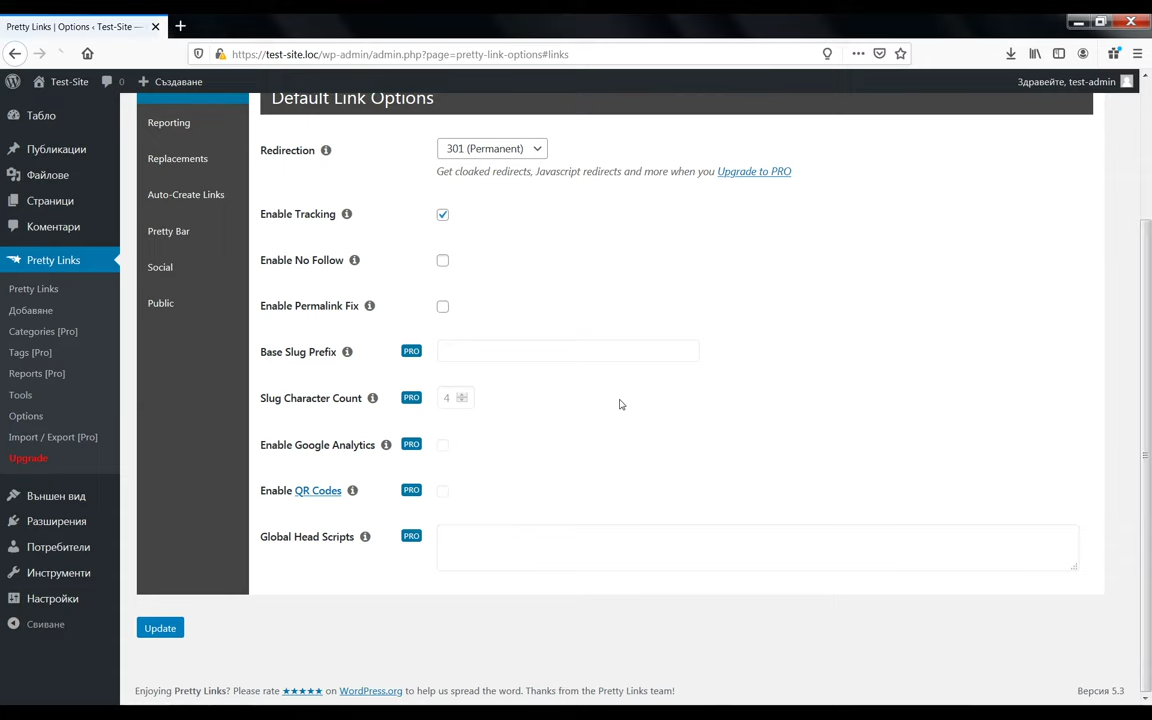 Pretty Links | Options ‹ Test-Site —
https://test-site.loc/wp-admin/admin.php?page=pretty-link-options#links
Test-Site
0
Създаване
Здравейте, test-admin
Табло
Публикации
Файлове
Страници
Коментари
Pretty Links
Pretty Links
Добавяне
Categories [Pro]
Tags [Pro]
Reports [Pro]
Tools
Options
Import / Export [Pro]
Upgrade
Външен вид
Разширения
Потребители
Инструменти
Настройки
Свиване
Reporting
Replacements
Auto-Create Links
Pretty Bar
Social
Public
Default Link Options
Redirection
301 (Permanent)
Get cloaked redirects, Javascript redirects and more when you Upgrade to PRO
Enable Tracking
Enable No Follow
Enable Permalink Fix
Base Slug Prefix PRO
Slug Character Count PRO 4
Enable Google Analytics PRO
Enable QR Codes PRO
Global Head Scripts PRO
Update
Enjoying Pretty Links? Please rate ★★★★★ on WordPress.org to help us spread the word. Thanks from the Pretty Links team!
Версия 5.3